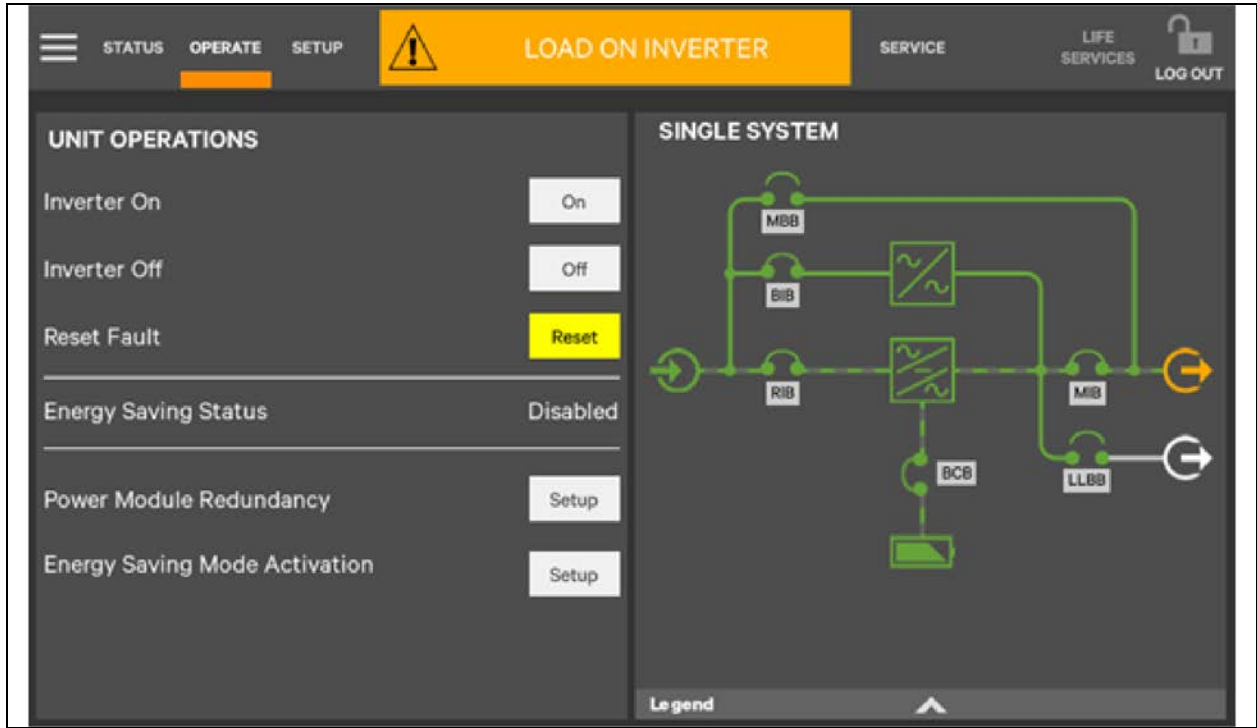 STATUS OPERATE SETUP
LOAD ON INVERTER
SERVICE
LIFE
SERVICES
LOG OUT
UNIT OPERATIONS
Inverter On
On
Inverter Off
Off
Reset Fault
Reset
Energy Saving Status
Disabled
Power Module Redundancy
Setup
Energy Saving Mode Activation
Setup
SINGLE SYSTEM
MBB
BIB
RIB
MIB
BCB
LLBB
Legend